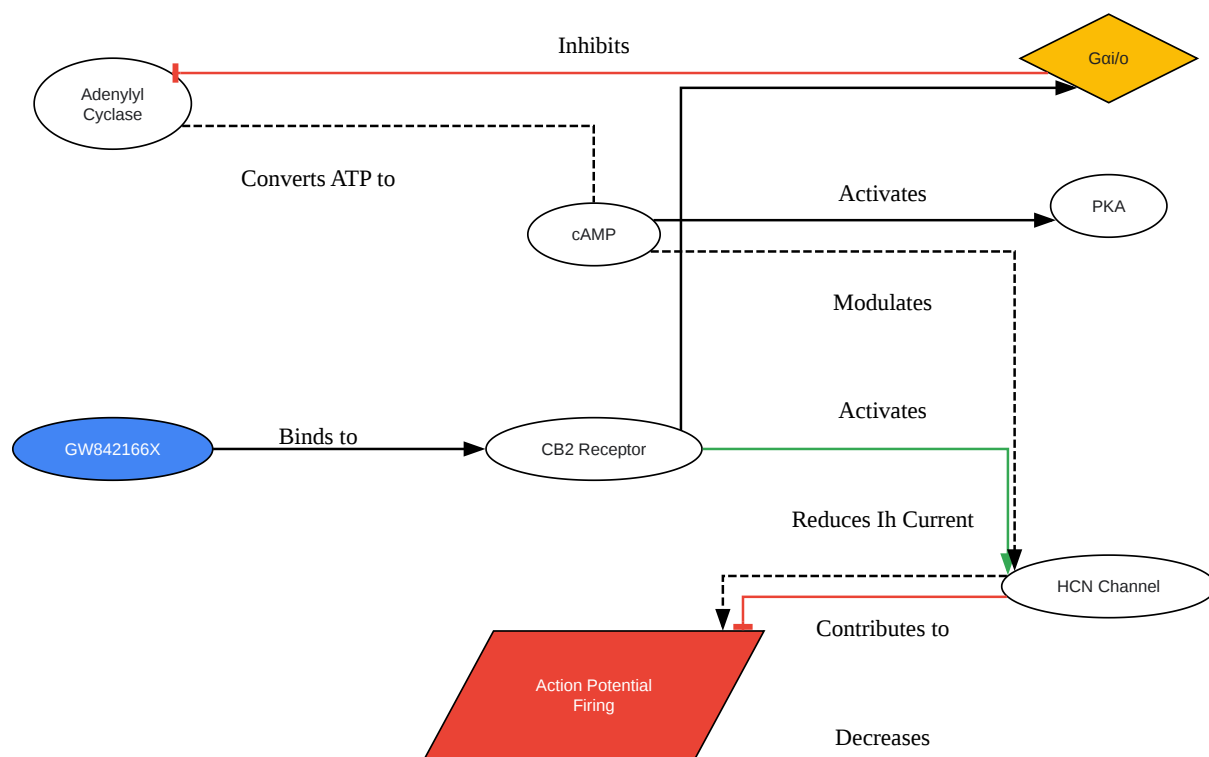 Inhibits
Gαi/o
Adenylyl
Cyclase
Converts ATP to
Activates
PKA
cAMP
Modulates
Activates
GW842166X
Binds to
CB2 Receptor
Reduces Ih Current
HCN Channel
Contributes to
Action Potential
Firing
Decreases